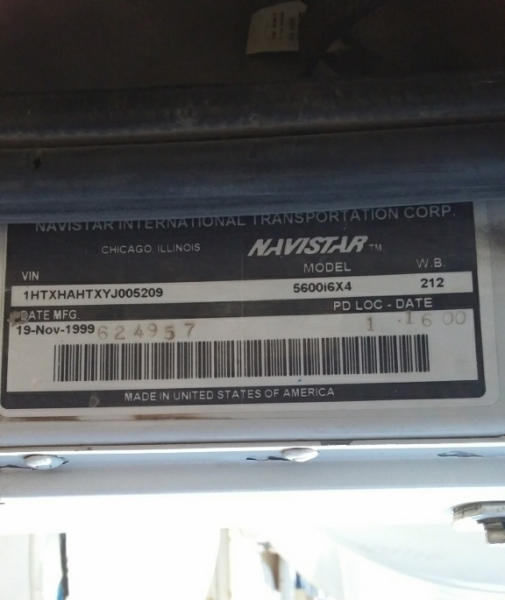 NAVISTAR INTERNATIONAL TRANSPORTATION CORP.
CHICAGO, ILLINOIS NAVISTAR™
VIN MODEL W.B.
1HTXHAHTXYJ005209 5600i6X4 212
DATE MFG. PD LOC - DATE
19-Nov-1999 624957 1 16 00
MADE IN UNITED STATES OF AMERICA